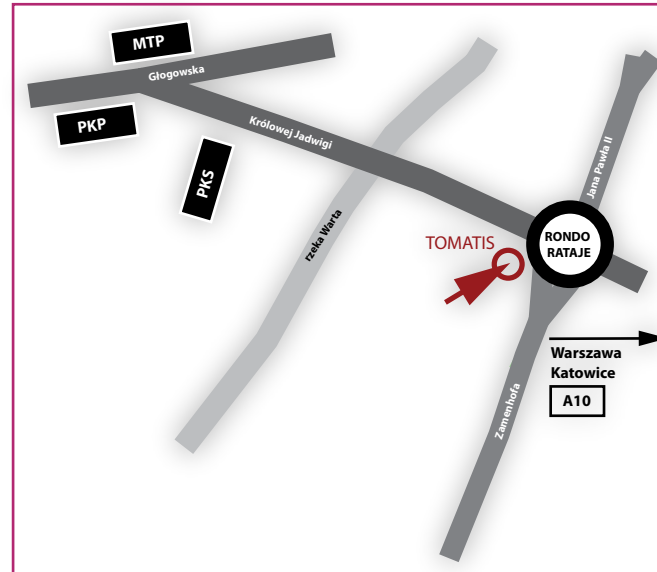 MTP
Głogowska
PKP
Królowej Jadwigi
PKS
Jana Pawła II
rzeka Warta
TOMATIS
RONDO
RATAJE
Warszawa
Katowice
A10
Zamenhofa